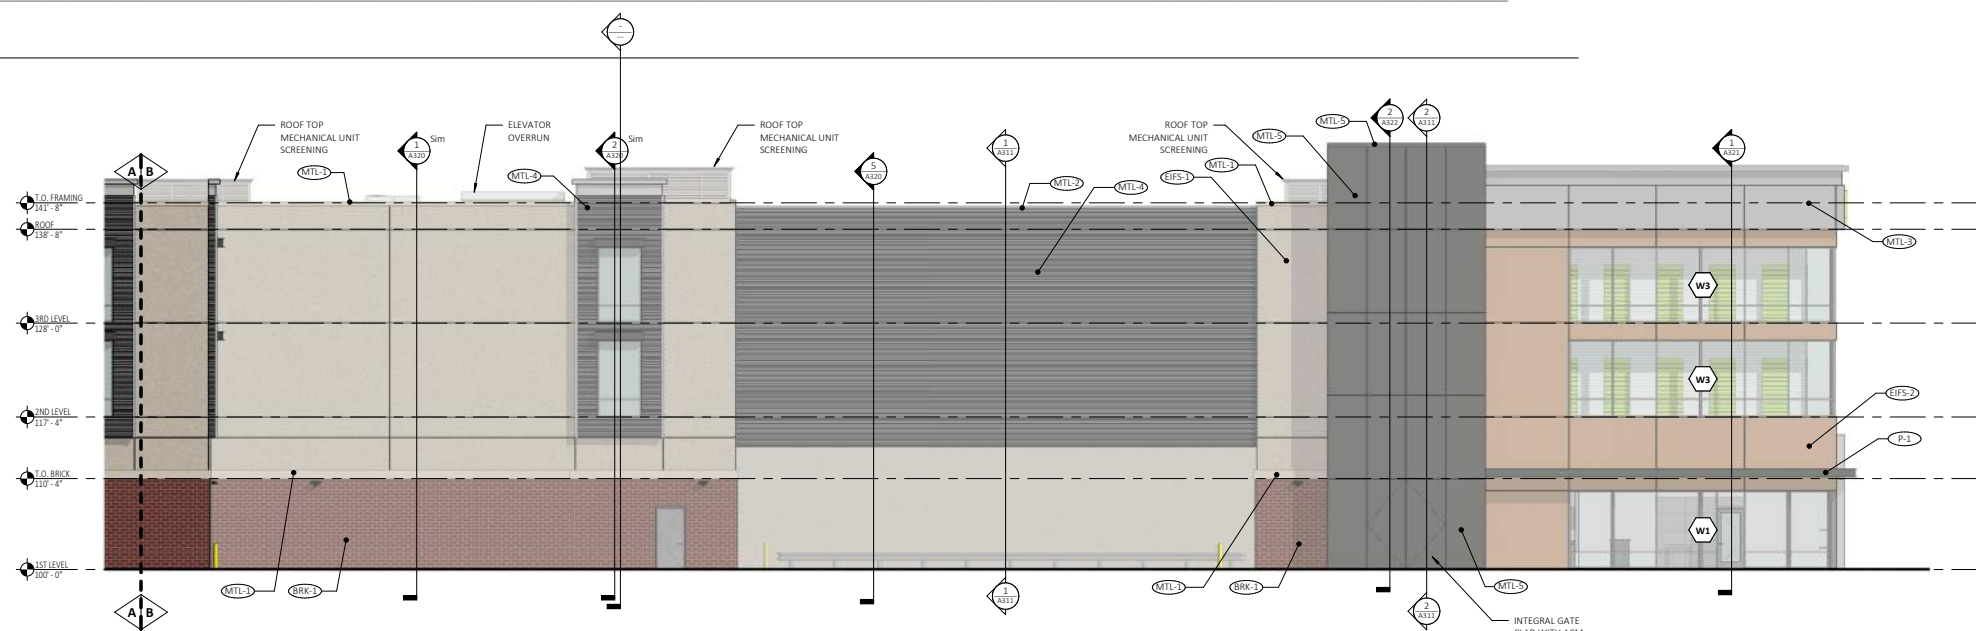 ROOF TOP
MECHANICAL UNIT
SCREENING
ELEVATOR
OVERRUN
ROOF TOP
MECHANICAL UNIT
SCREENING
ROOF TOP
MECHANICAL UNIT
SCREENING
1
A320
Sim
2
A320
Sim
5
A320
1
A311
2
A322
2
A311
1
A321
A B
MTL-1
MTL-4
MTL-2
MTL-4
EIFS-1
MTL-1
MTL-5
MTL-5
T.O. FRAMING
141' - 8"
ROOF
138' - 8"
MTL-3
W3
3RD LEVEL
128' - 0"
W3
EIFS-2
2ND LEVEL
117' - 4"
P-1
T.O. BRICK
110' - 4"
W1
1ST LEVEL
100' - 0"
MTL-1
BRK-1
MTL-1
BRK-1
MTL-5
A B
1
A311
2
A311
INTEGRAL GATE